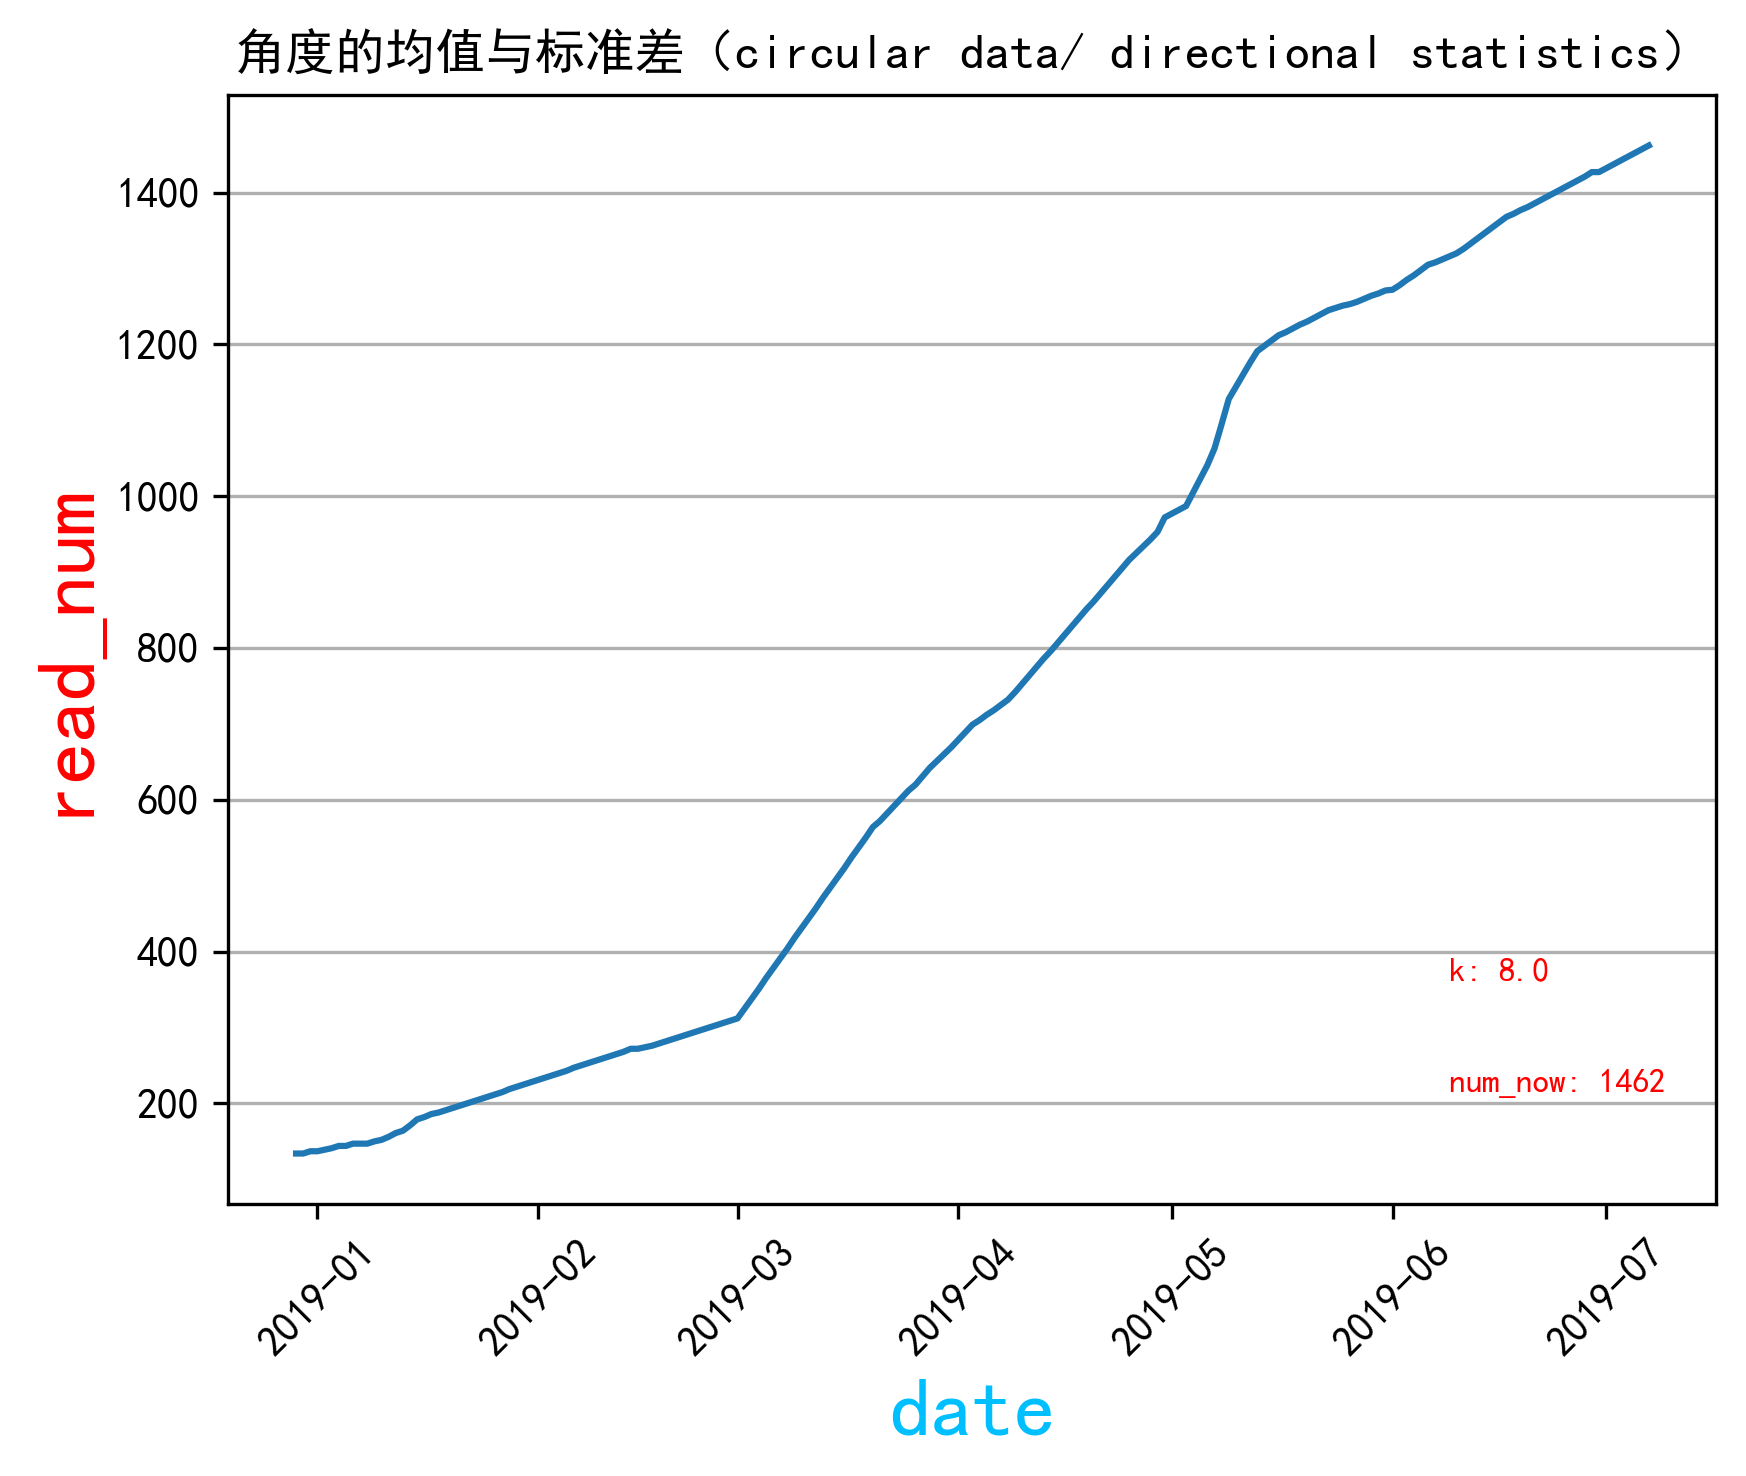 角度的均值与标准差（circular data/ directional statistics）
read_num
1400
1200
1000
800
600
400
200
k: 8.0
num_now: 1462
2019-01
2019-02
2019-03
2019-04
2019-05
2019-06
2019-07
date